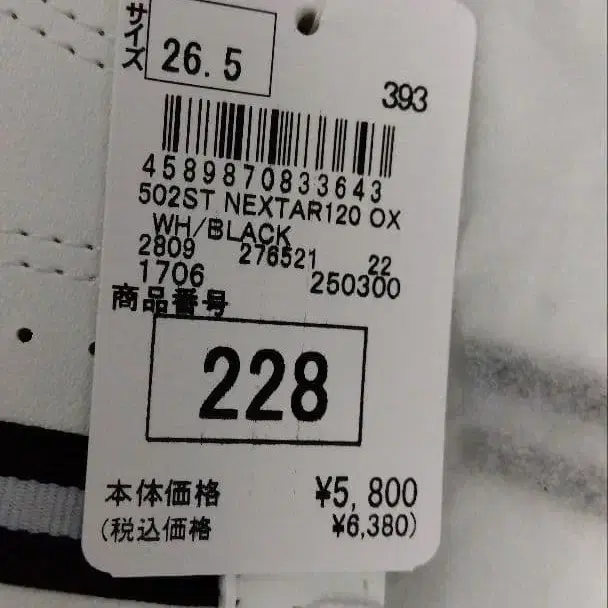 サイズ
26.5
393
4589870833643
502ST NEXTAR120 OX
WH/BLACK
2809 276521 22
1706 250300
商品番号
228
本体価格 ¥5,800
(税込価格 ¥6,380)